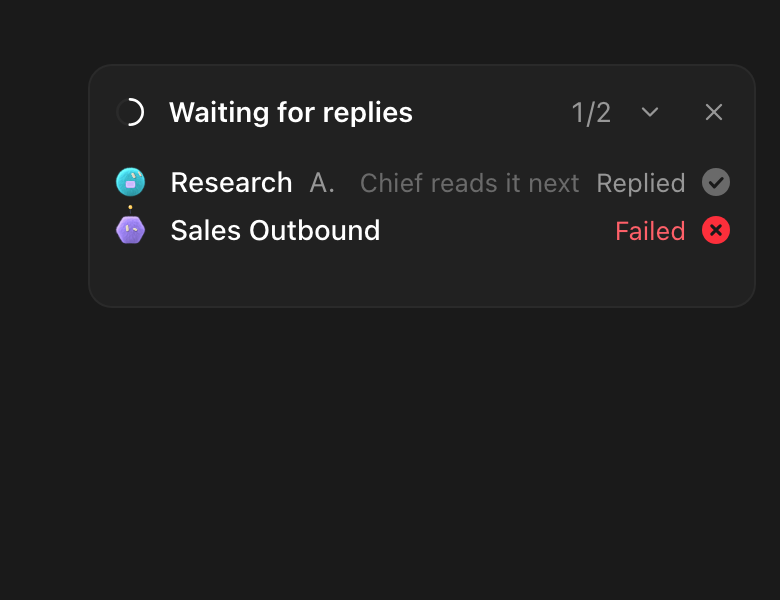 Waiting for replies 1/2
Research A. Chief reads it next Replied
Sales Outbound Failed